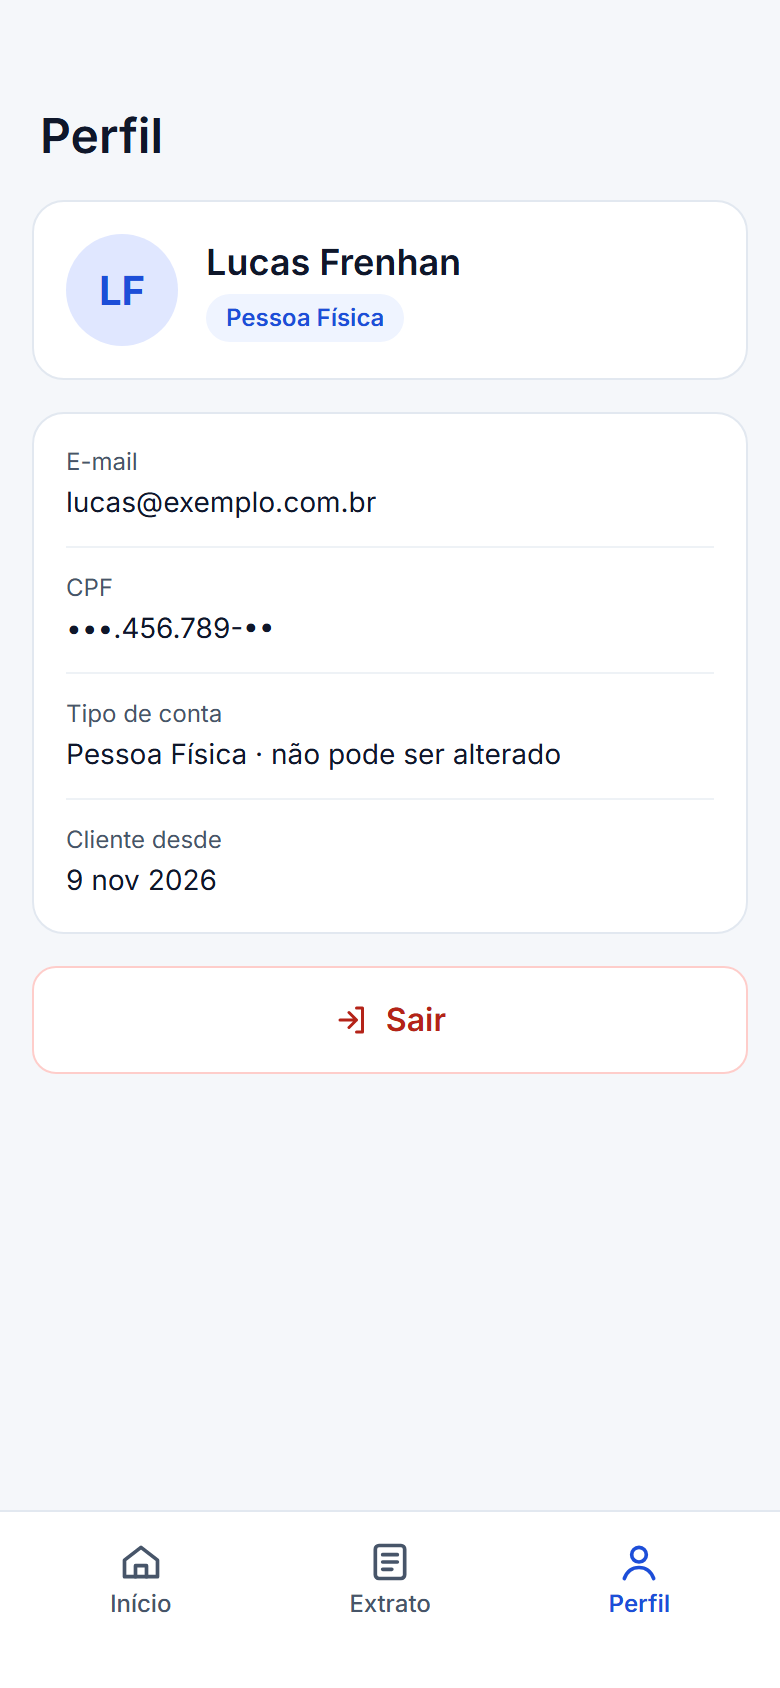 Perfil
LF
Lucas Frenhan
Pessoa Física
E-mail
lucas@exemplo.com.br
CPF
•••.456.789-••
Tipo de conta
Pessoa Física · não pode ser alterado
Cliente desde
9 nov 2026
Sair
Início
Extrato
Perfil